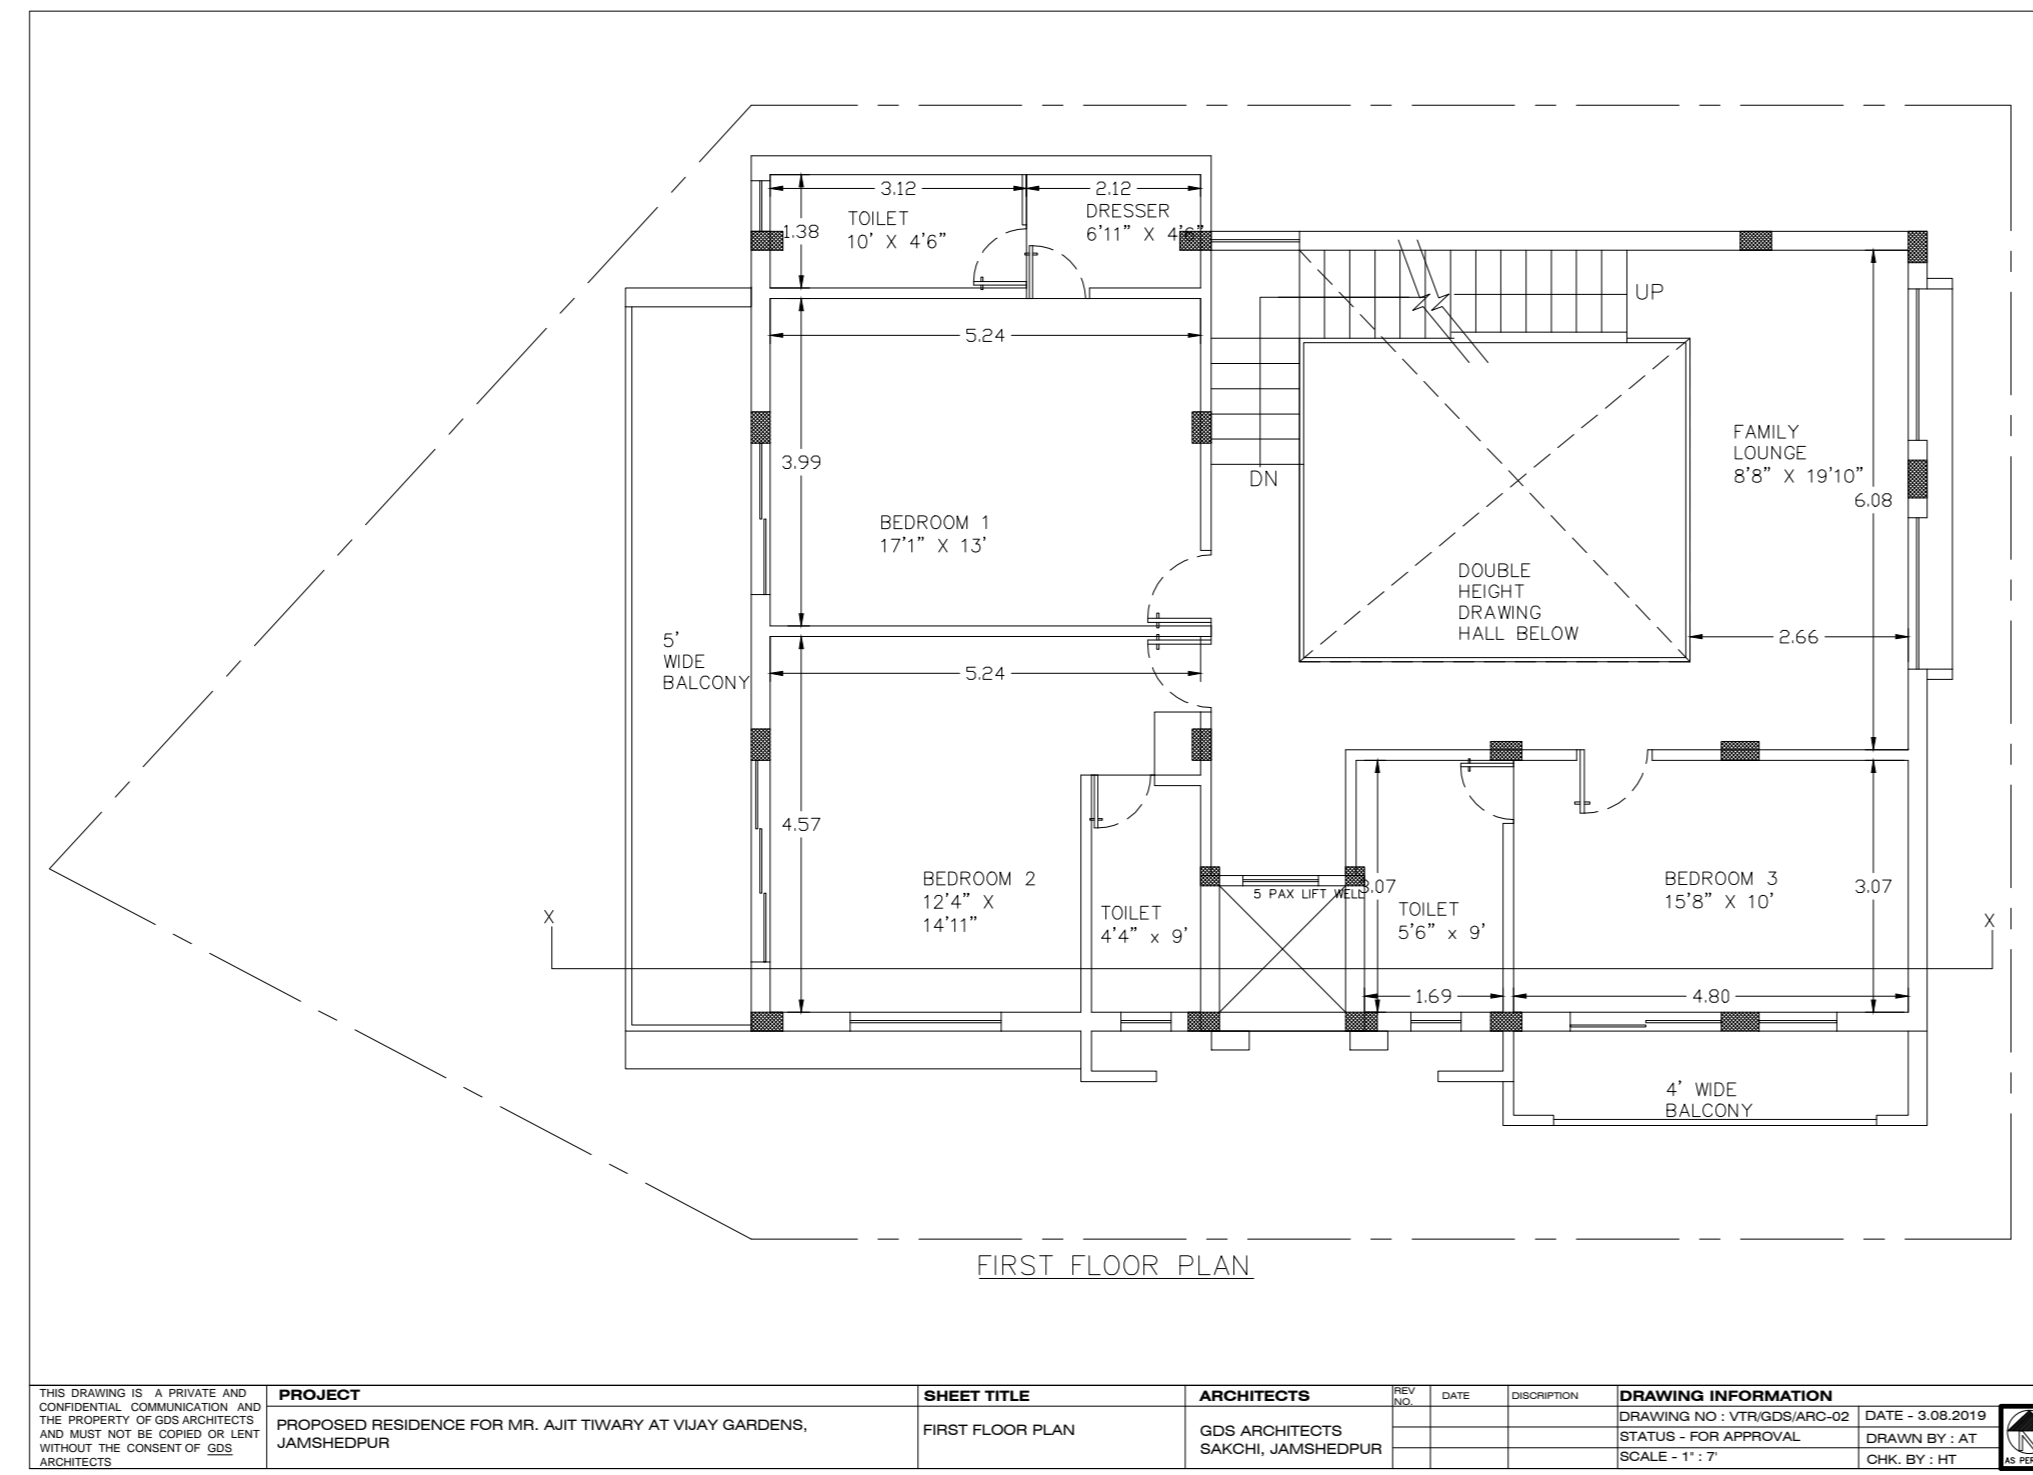 3.12
2.12
TOILET
10' X 4'6"
DRESSER
6'11" X 4'6"
1.38
UP
5.24
FAMILY
LOUNGE
8'8" X 19'10"
3.99
DN
6.08
BEDROOM 1
17'1" X 13'
DOUBLE
HEIGHT
DRAWING
HALL BELOW
5'
WIDE
BALCONY
2.66
5.24
4.57
BEDROOM 2
12'4" X
14'11"
TOILET
4'4" x 9'
5 PAX LIFT WELL
3.07
TOILET
5'6" x 9'
BEDROOM 3
15'8" X 10'
3.07
X
X
1.69
4.80
4' WIDE
BALCONY
FIRST FLOOR PLAN
THIS DRAWING IS A PRIVATE AND
CONFIDENTIAL COMMUNICATION AND
THE PROPERTY OF GDS ARCHITECTS
AND MUST NOT BE COPIED OR LENT
WITHOUT THE CONSENT OF GDS
ARCHITECTS
PROJECT
PROPOSED RESIDENCE FOR MR. AJIT TIWARY AT VIJAY GARDENS,
JAMSHEDPUR
SHEET TITLE
FIRST FLOOR PLAN
ARCHITECTS
GDS ARCHITECTS
SAKCHI, JAMSHEDPUR
REV
NO.
DATE
DISCRIPTION
DRAWING INFORMATION
DRAWING NO : VTR/GDS/ARC-02
DATE - 3.08.2019
STATUS - FOR APPROVAL
DRAWN BY : AT
SCALE - 1" : 7'
CHK. BY : HT
N
AS PER